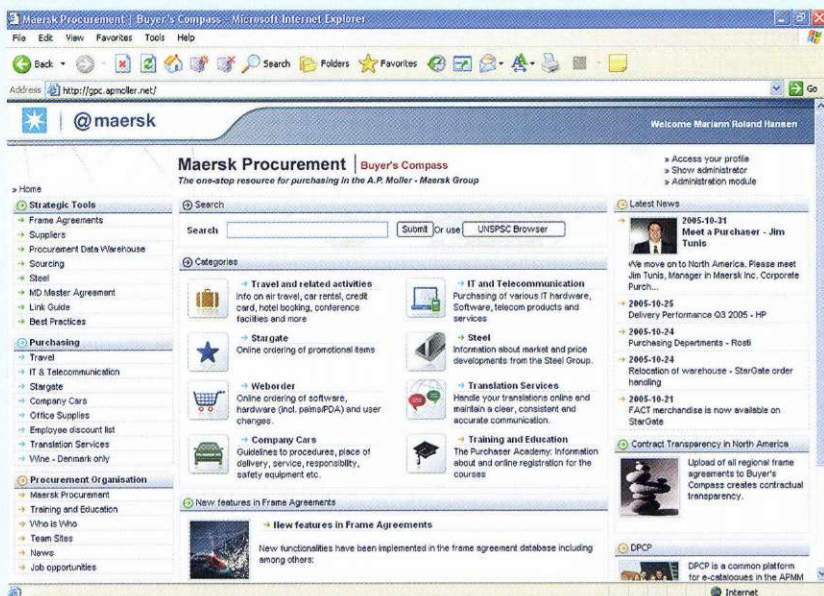 Maersk Procurement | Buyer's Compass - Microsoft Internet Explorer
File Edit View Favorites Tools Help
Back Search Folders Favorites
Address http://gpc.apmoller.net/ Go
@maersk
Welcome Mariann Roland Hansen
Maersk Procurement | Buyer's Compass
The one-stop resource for purchasing in the A.P. Moller - Maersk Group
» Access your profile
» Show administrator
» Administration module
» Home
Strategic Tools
Frame Agreements
Suppliers
Procurement Data Warehouse
Sourcing
Steel
MD Master Agreement
Link Guide
Best Practices
Purchasing
Travel
IT & Telecommunication
Stargate
Company Cars
Office Supplies
Employee discount list
Translation Services
Wine - Denmark only
Procurement Organisation
Maersk Procurement
Training and Education
Who is Who
Team Sites
News
Job opportunities
Search
Search Submit Or use UNSPSC Browser
Categories
Travel and related activities
Info on air travel, car rental, credit
card, hotel booking, conference
facilities and more
Stargate
Online ordering of promotional items
Weborder
Online ordering of software,
hardware (incl. palms/PDA) and user
changes.
Company Cars
Guidelines to procedures, place of
delivery, service, responsibility,
safety equipment etc.
IT and Telecommunication
Purchasing of various IT hardware,
Software, telecom products and
services
Steel
Information about market and price
developments from the Steel Group.
Translation Services
Handle your translations online and
maintain a clear, consistent and
accurate communication.
Training and Education
The Purchaser Academy: Information
about and online registration for the
courses
New features in Frame Agreements
New features in Frame Agreements
New functionalities have been implemented in the frame agreement database including
among others:
Latest News
2005-10-31
Meet a Purchaser - Jim
Tunis
We move on to North America. Please meet
Jim Tunis, Manager in Maersk Inc. Corporate
Purch...
2005-10-25
Delivery Performance Q3 2005 - HP
2005-10-24
Purchasing Departments - Rosti
2005-10-24
Relocation of warehouse - StarGate order
handling
2005-10-21
FACT merchandise is now available on
StarGate
Contract Transparency in North America
Upload of all regional frame
agreements to Buyer's
Compass creates contractual
transparency.
DPCP
DPCP is a common platform
for e-catalogues in the APMM
Internet